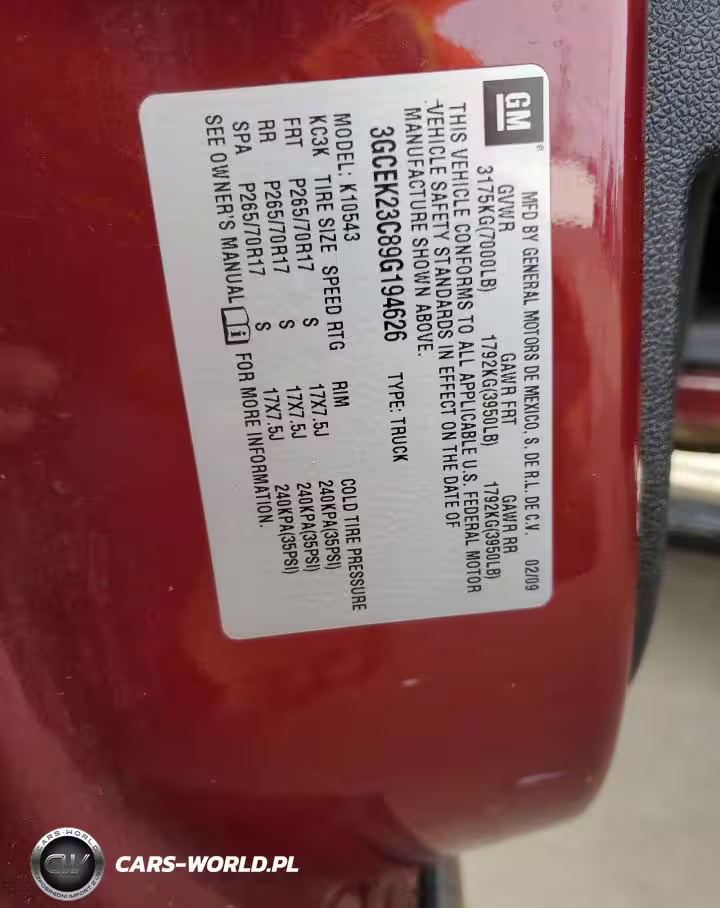 GM
MFD BY GENERAL MOTORS DE MEXICO, S. DE R.L. DE C.V. 02/09
GVWR GAWR FRT GAWR RR
3175KG(7000LB) 1792KG(3950LB) 1792KG(3950LB)
THIS VEHICLE CONFORMS TO ALL APPLICABLE U.S. FEDERAL MOTOR
VEHICLE SAFETY STANDARDS IN EFFECT ON THE DATE OF
MANUFACTURE SHOWN ABOVE.
3GCEK23C89G194626 TYPE: TRUCK
MODEL: K10543
KC3K TIRE SIZE SPEED RTG RIM COLD TIRE PRESSURE
FRT P265/70R17 S 17X7.5J 240KPA(35PSI)
RR P265/70R17 S 17X7.5J 240KPA(35PSI)
SPA P265/70R17 S 17X7.5J 240KPA(35PSI)
SEE OWNER'S MANUAL FOR MORE INFORMATION.
CARS-WORLD
CW
CARS-WORLD.PL